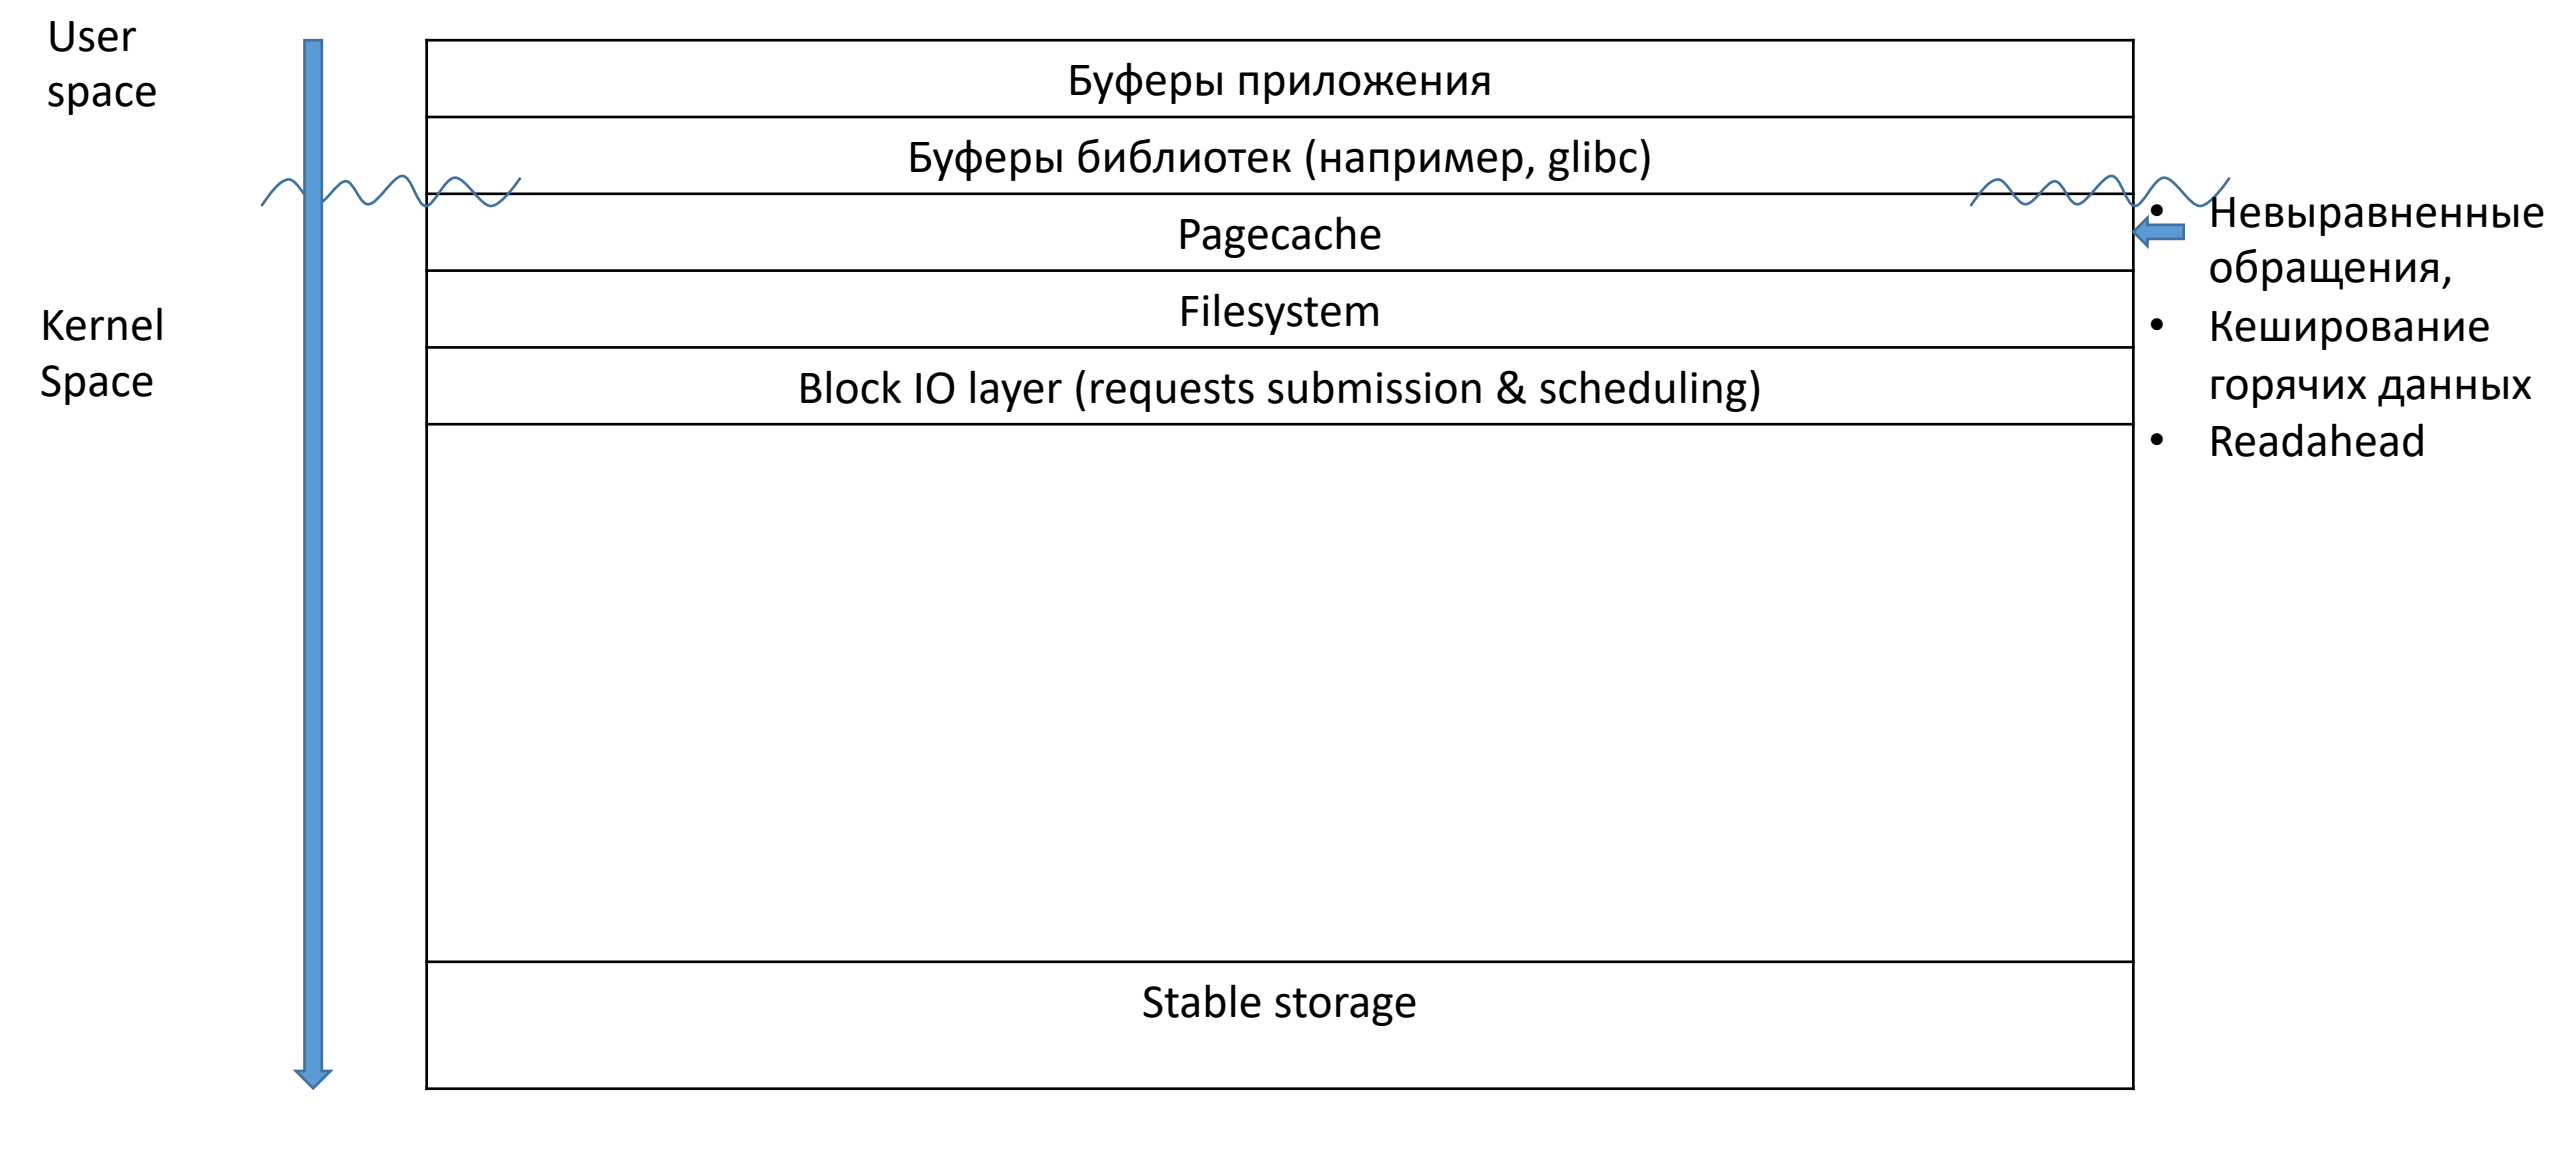 User
space
Буферы приложения
Буферы библиотек (например, glibc)
Pagecache
Filesystem
Block IO layer (requests submission & scheduling)
Stable storage
Kernel
Space
• Невыравненные
обращения,
• Кеширование
горячих данных
• Readahead